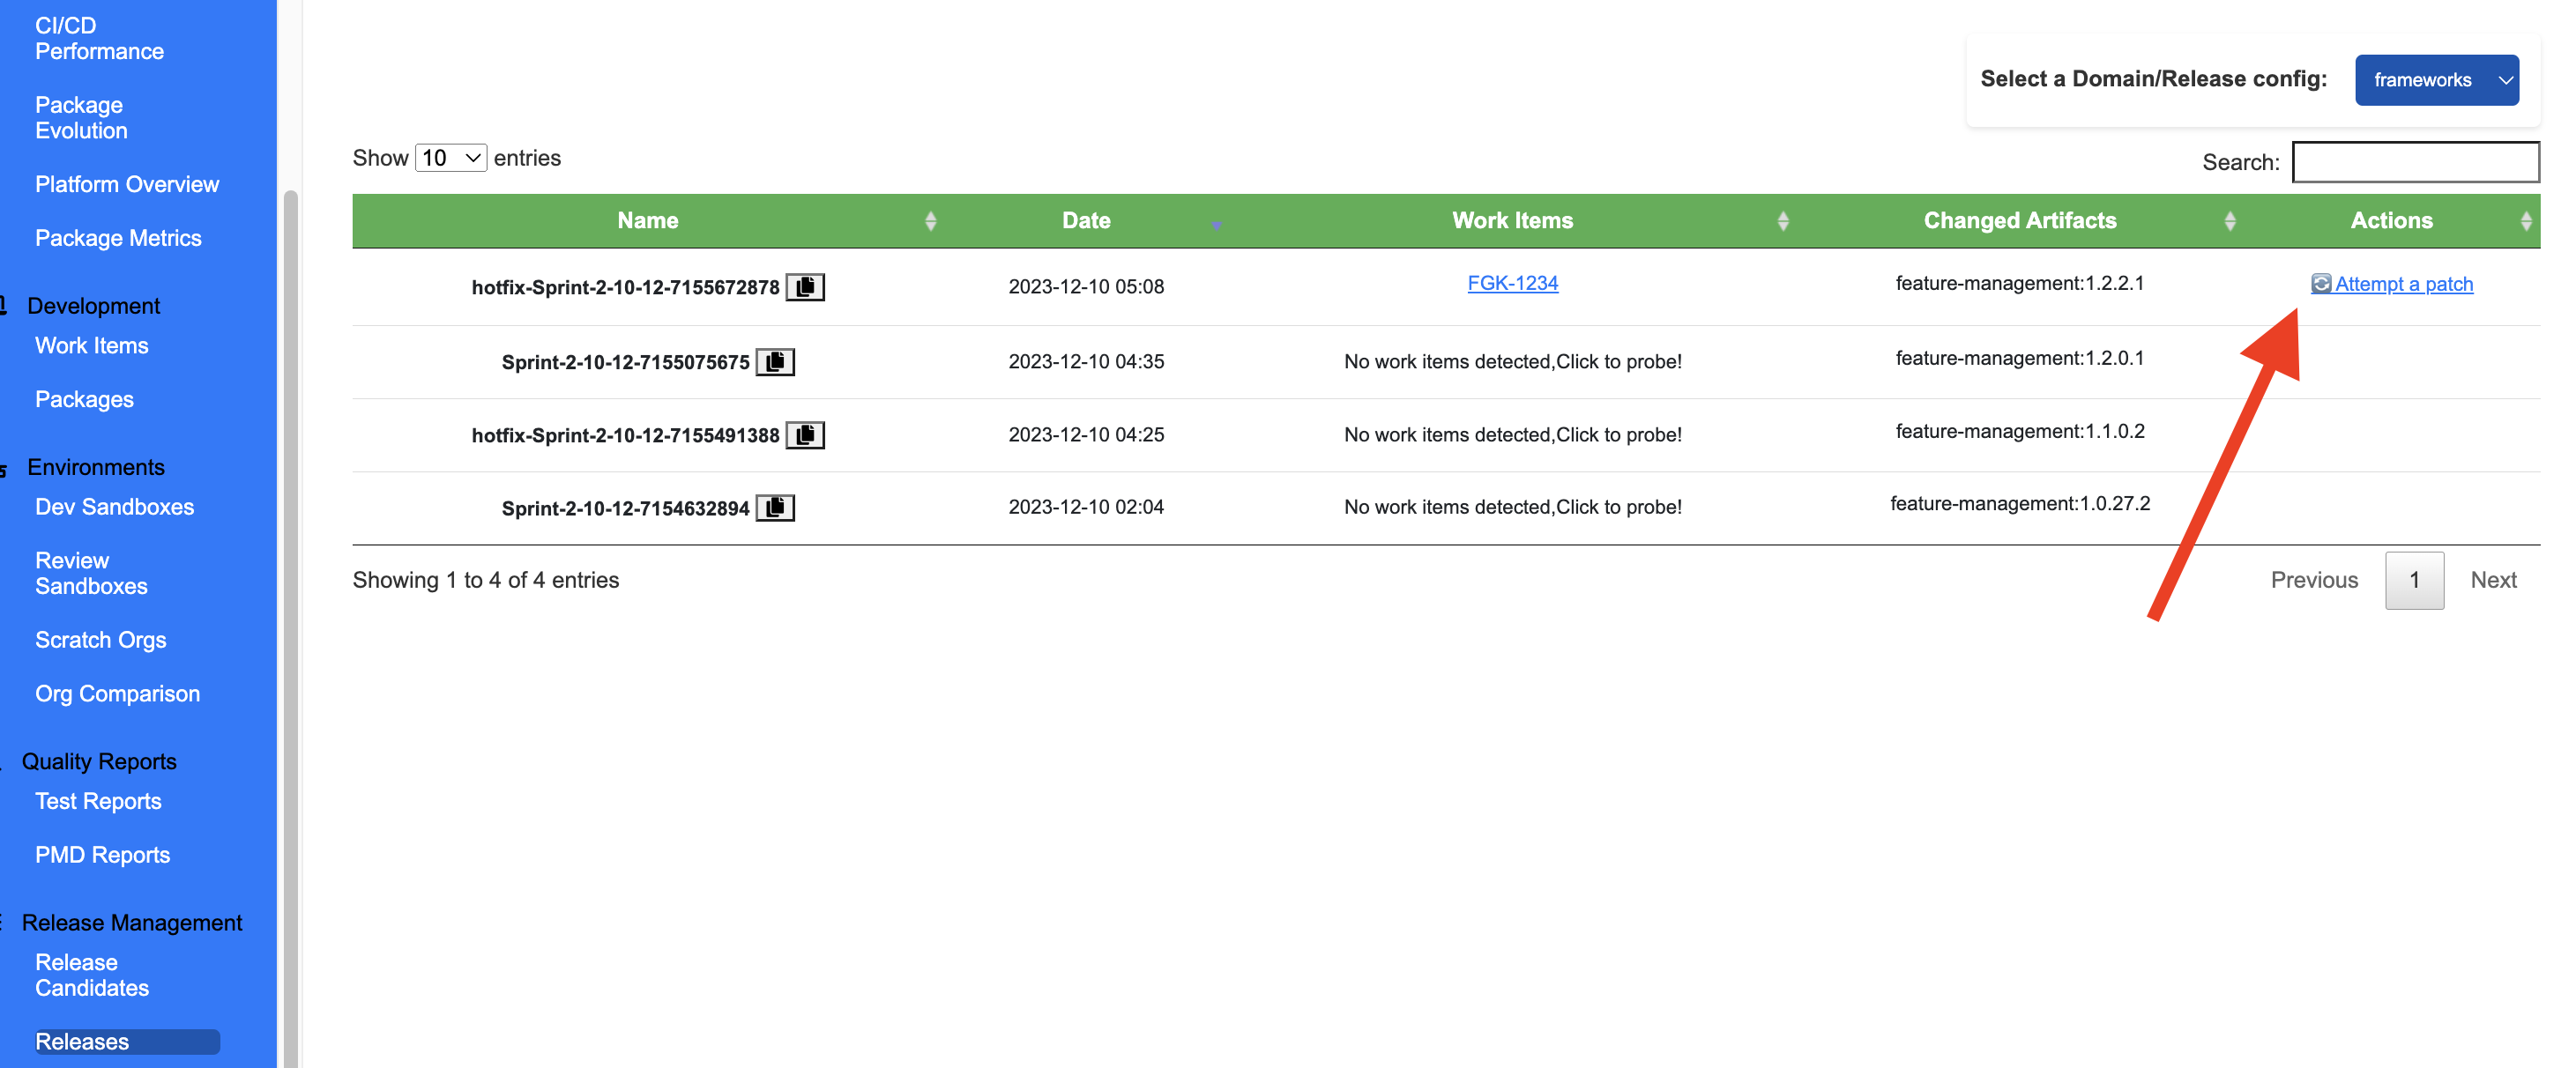 CI/CD
Performance
Package
Evolution
Platform Overview
Package Metrics
Development
Work Items
Packages
Environments
Dev Sandboxes
Review
Sandboxes
Scratch Orgs
Org Comparison
Quality Reports
Test Reports
PMD Reports
Release Management
Release
Candidates
Releases
Select a Domain/Release config: frameworks
Show 10 entries
Search:
Name Date Work Items Changed Artifacts Actions
hotfix-Sprint-2-10-12-7155672878 2023-12-10 05:08 FGK-1234 feature-management:1.2.2.1 Attempt a patch
Sprint-2-10-12-7155075675 2023-12-10 04:35 No work items detected,Click to probe! feature-management:1.2.0.1
hotfix-Sprint-2-10-12-7155491388 2023-12-10 04:25 No work items detected,Click to probe! feature-management:1.1.0.2
Sprint-2-10-12-7154632894 2023-12-10 02:04 No work items detected,Click to probe! feature-management:1.0.27.2
Showing 1 to 4 of 4 entries
Previous 1 Next